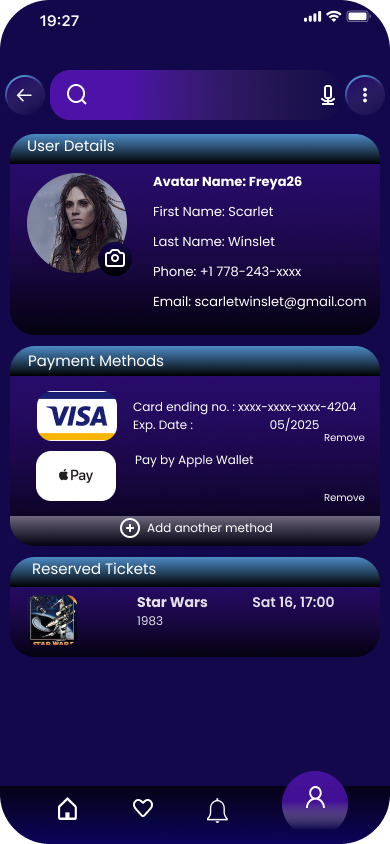 19:27
User Details
Avatar Name: Freya26
First Name: Scarlet
Last Name: Winslet
Phone: +1 778-243-xxxx
Email: scarletwinslet@gmail.com
Payment Methods
VISA
Card ending no. : xxxx-xxxx-xxxx-4204
Exp. Date : 05/2025
Remove
Pay
Pay by Apple Wallet
Remove
Add another method
Reserved Tickets
Star Wars Sat 16, 17:00
1983
STAR WARS